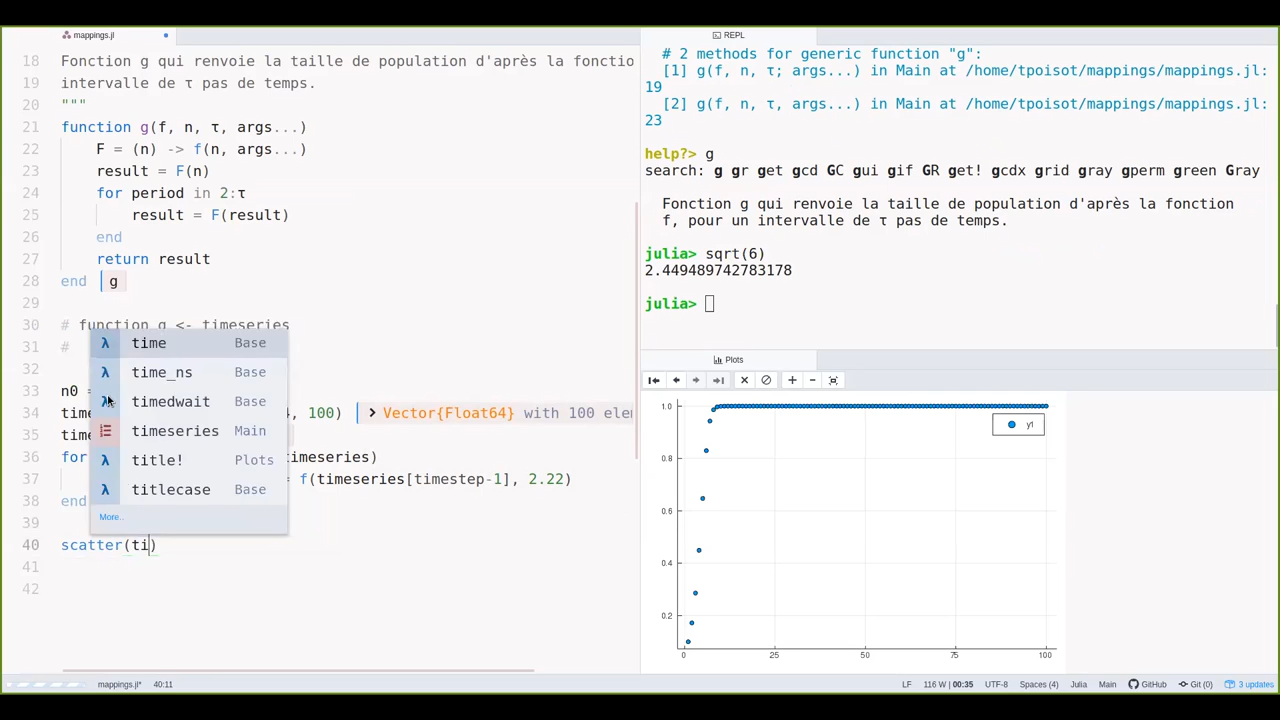 mappings.jl
18 Fonction g qui renvoie la taille de population d'après la fonctio
19 intervalle de τ pas de temps.
20 """
21 function g(f, n, τ, args...)
22 F = (n) -> f(n, args...)
23 result = F(n)
24 for period in 2:τ
25 result = F(result)
26 end
27 return result
28 end g
29
30 # function g <- timeseries
31 #
32
33 n0 =
34 time , 100) > Vector{Float64} with 100 elem
35 time
36 for imeseries)
37 = f(timeseries[timestep-1], 2.22)
38 end
39
40 scatter(ti)
41
42
λ time Base
λ time_ns Base
λ timedwait Base
timeseries Main
λ title! Plots
λ titlecase Base
More..
REPL
# 2 methods for generic function "g":
[1] g(f, n, τ; args...) in Main at /home/tpoisot/mappings/mappings.jl:
19
[2] g(f, n, τ, args...) in Main at /home/tpoisot/mappings/mappings.jl:
23
help?> g
search: g gr get gcd GC gui gif GR get! gcdx grid gray gperm green Gray
Fonction g qui renvoie la taille de population d'après la fonction
f, pour un intervalle de τ pas de temps.
julia> sqrt(6)
2.449489742783178
julia>
Plots
1.0
0.8
0.6
0.4
0.2
0 25 50 75 100
y1
mappings.jl* 40:11 LF 116 W | 00:35 UTF-8 Spaces (4) Julia Main GitHub Git (0) 3 updates